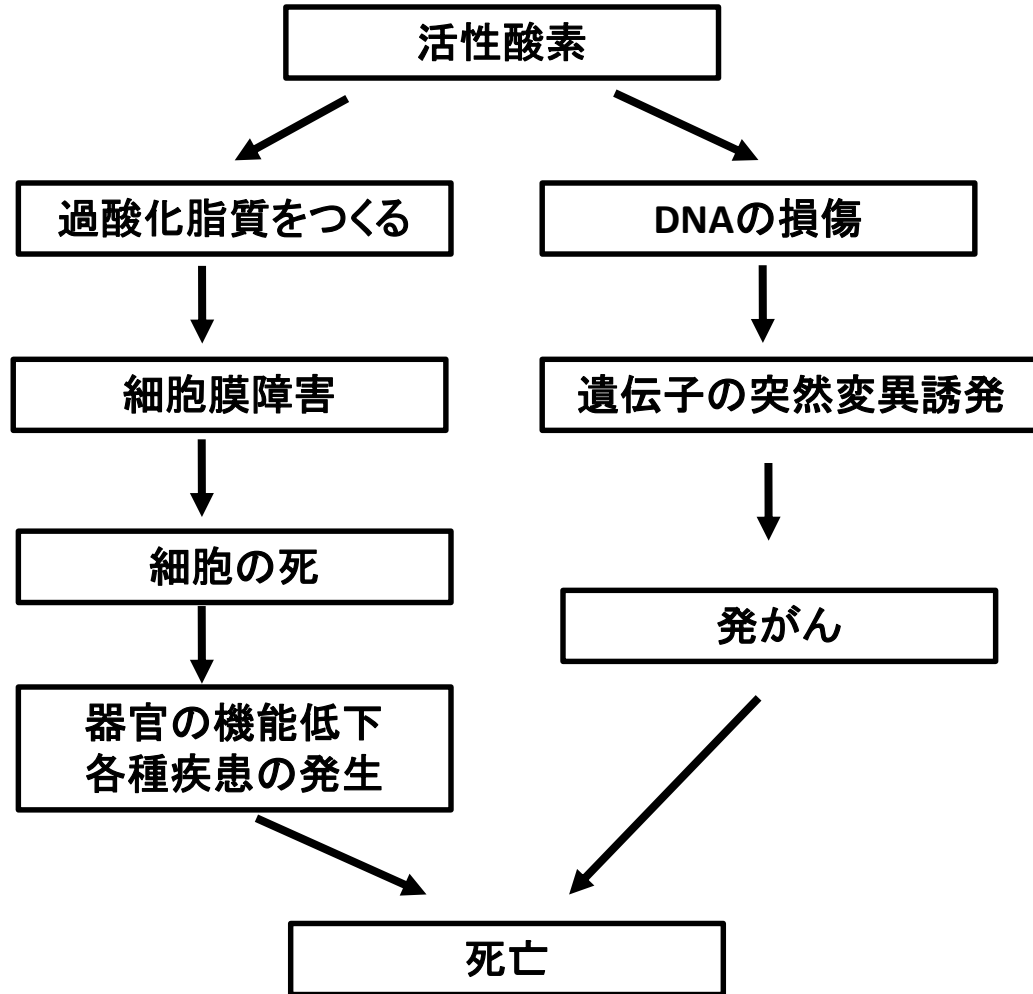 活性酸素
過酸化脂質をつくる
DNAの損傷
細胞膜障害
遺伝子の突然変異誘発
細胞の死
発がん
器官の機能低下
各種疾患の発生
死亡